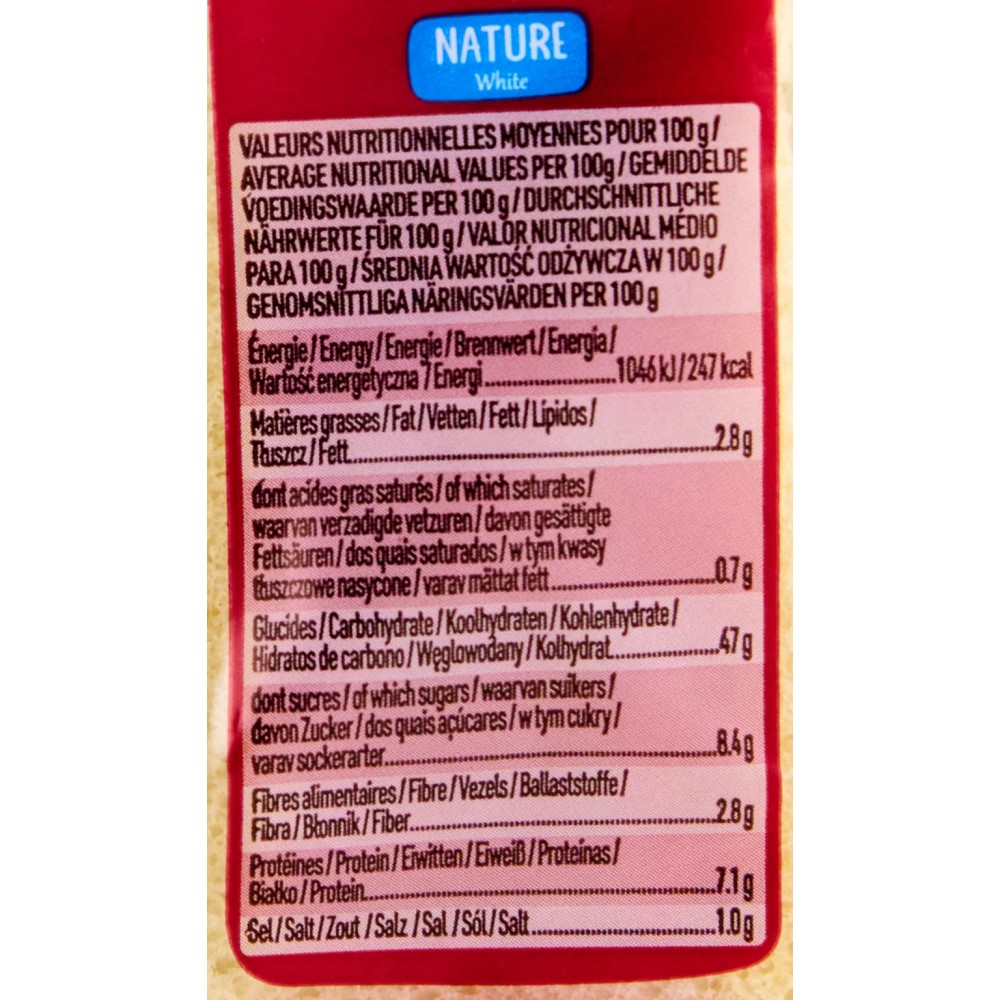 NATURE
White
VALEURS NUTRITIONNELLES MOYENNES POUR 100 g/
AVERAGE NUTRITIONAL VALUES PER 100g / GEMIDDELDE
VOEDINGSWAARDE PER 100 g / DURCHSCHNITTLICHE
NÄHRWERTE FÜR 100 g / VALOR NUTRICIONAL MÉDIO
PARA 100 g / ŚREDNIA WARTOŚĆ ODŻYWCZA W 100 g /
GENOMSNITTLIGA NÄRINGSVÄRDEN PER 100 g
Énergie / Energy / Energie / Brennwert / Energia /
Wartość energetyczna / Energi....................1046 kJ / 247 kcal
Matières grasses / Fat / Vetten / Fett / Lípidos /
Tłuszcz / Fett....................2.8 g
dont acides gras saturés / of which saturates /
waarvan verzadigde vetzuren / davon gesättigte
Fettsäuren / dos quais saturados / w tym kwasy
tłuszczowe nasycone / varav mättat fett....................0.7 g
Glucides / Carbohydrate / Koolhydraten / Kohlenhydrate /
Hidratos de carbono / Węglowodany / Kolhydrat....................47 g
dont sucres / of which sugars / waarvan suikers /
davon Zucker / dos quais açúcares / w tym cukry /
varav sockerarter....................8.4 g
Fibres alimentaires / Fibre / Vezels / Ballaststoffe /
Fibra / Błonnik / Fiber....................2.8 g
Protéines / Protein / Eiwitten / Eiweiß / Proteínas /
Białko / Protein....................7.1 g
Sel / Salt / Zout / Salz / Sal / Sól / Salt....................1.0 g